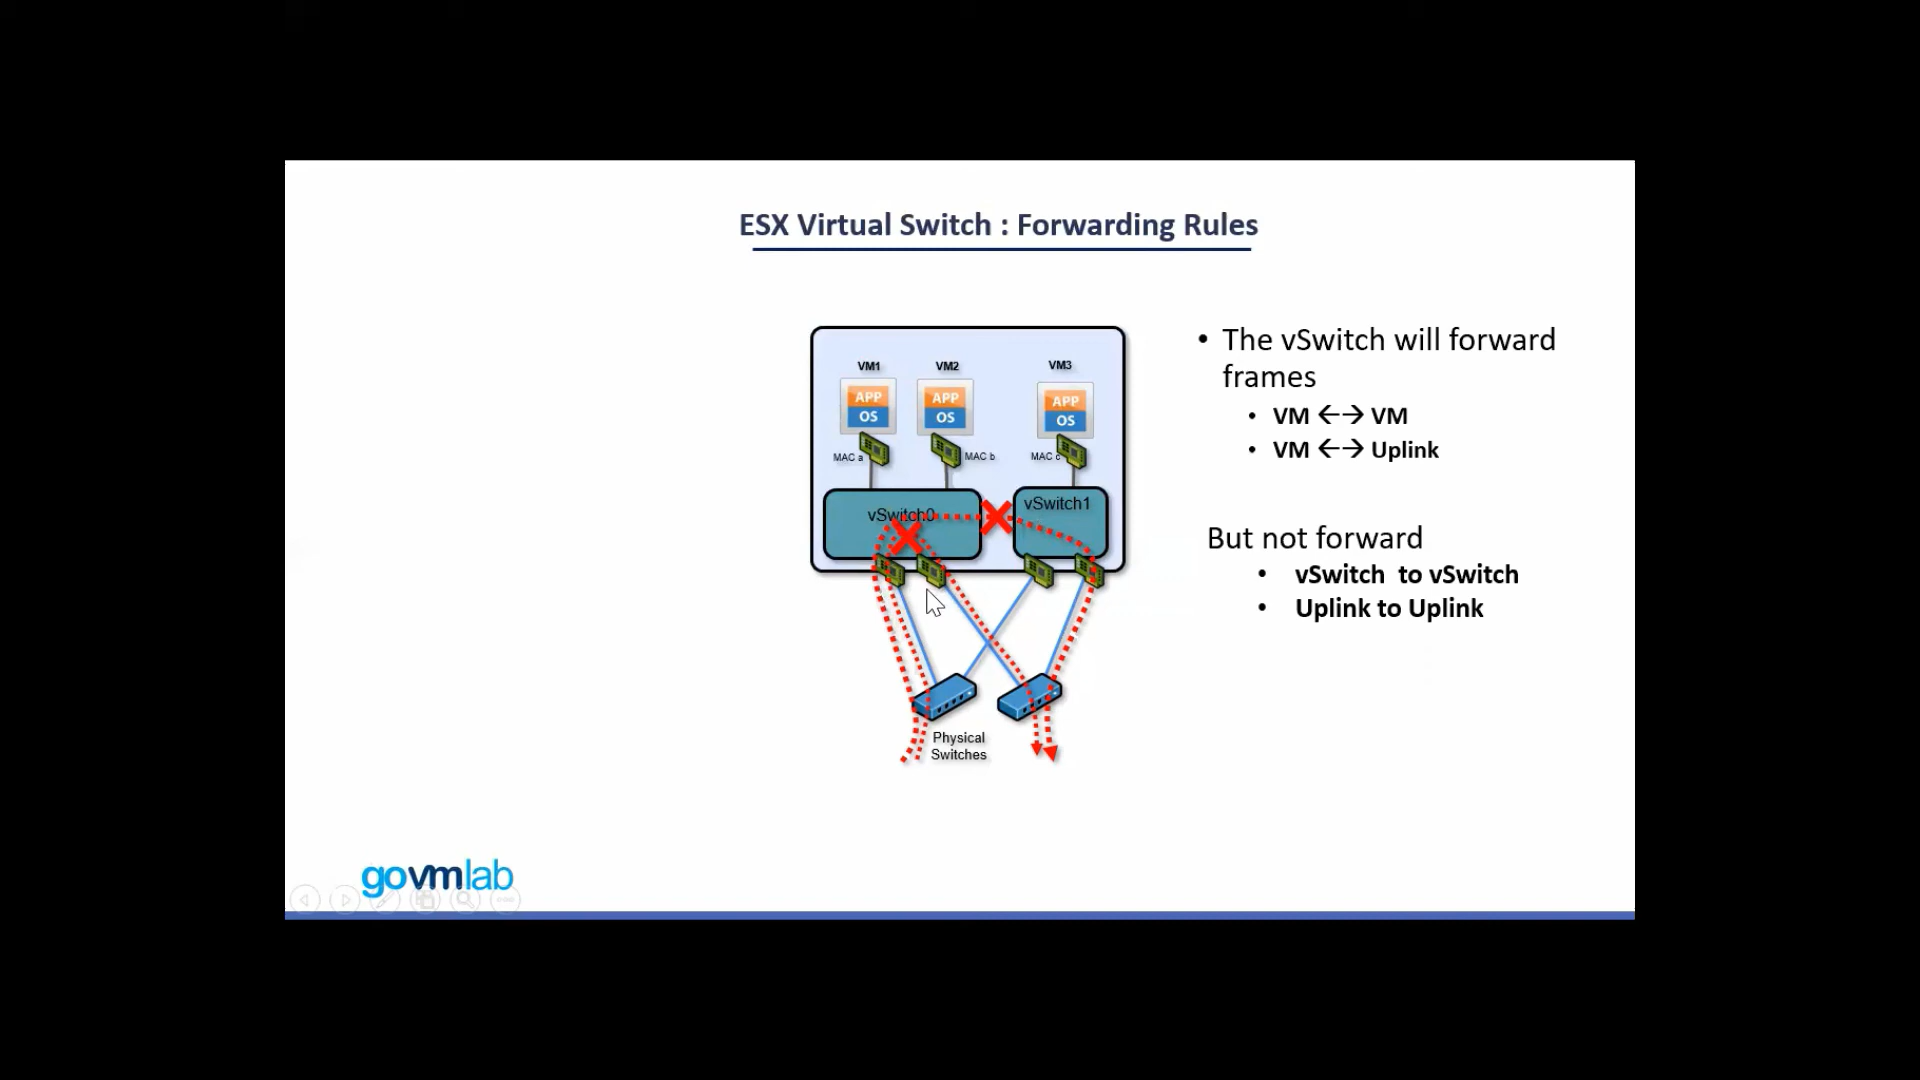 ESX Virtual Switch : Forwarding Rules
VM1
VM2
VM3
APP
OS
APP
OS
APP
OS
MAC a
MAC b
MAC c
vSwitch0
vSwitch1
Physical
Switches
• The vSwitch will forward
frames
• VM ←→ VM
• VM ←→ Uplink
But not forward
• vSwitch to vSwitch
• Uplink to Uplink
govmlab